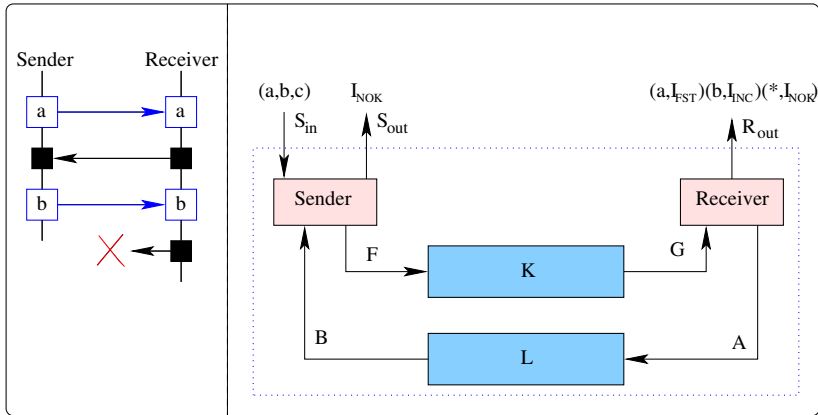 Sender
Receiver
a
a
b
b
(a,b,c)
I_NOK
(a,I_FST)(b,I_INC)(*,I_NOK)
S_in
S_out
R_out
Sender
Receiver
F
K
G
B
L
A